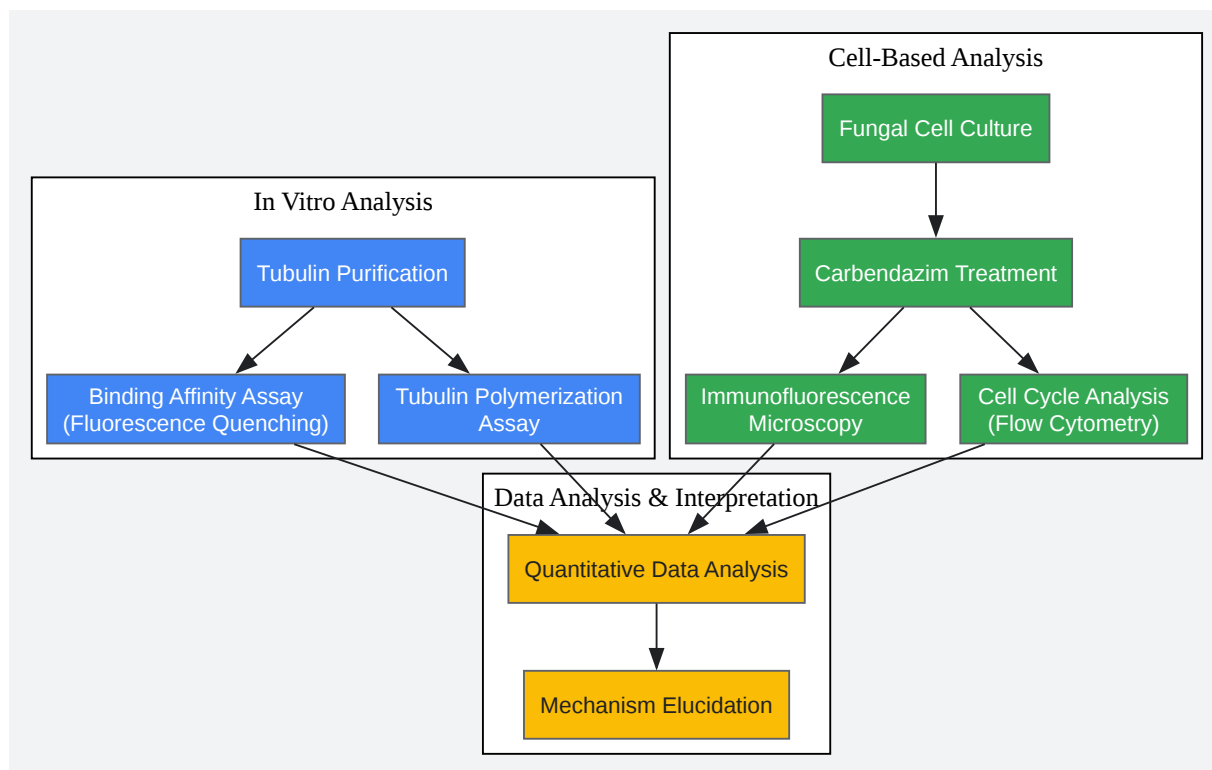 In Vitro Analysis
Tubulin Purification
Binding Affinity Assay
(Fluorescence Quenching)
Tubulin Polymerization
Assay
Cell-Based Analysis
Fungal Cell Culture
Carbendazim Treatment
Immunofluorescence
Microscopy
Cell Cycle Analysis
(Flow Cytometry)
Data Analysis & Interpretation
Quantitative Data Analysis
Mechanism Elucidation